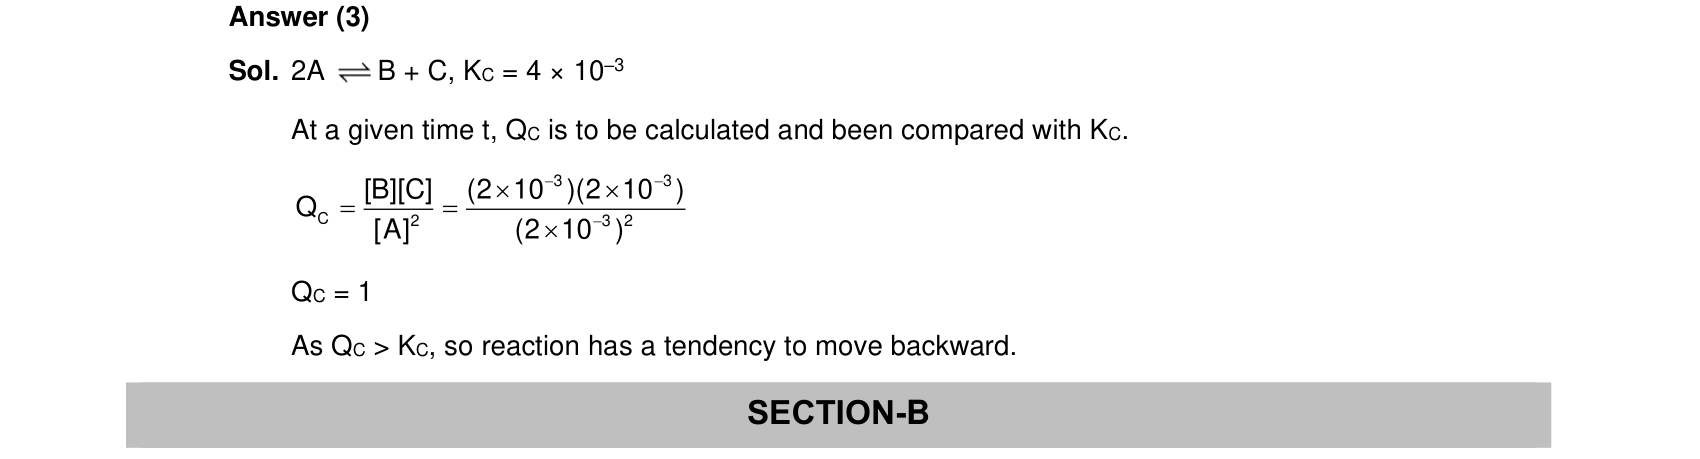 Answer (3)
Sol. 2A ⇌ B + C, KC = 4 × 10–3
At a given time t, QC is to be calculated and been compared with KC.
QC = [B][C] / [A]2 = (2×10–3)(2×10–3) / (2×10–3)2
QC = 1
As QC > KC, so reaction has a tendency to move backward.
SECTION-B